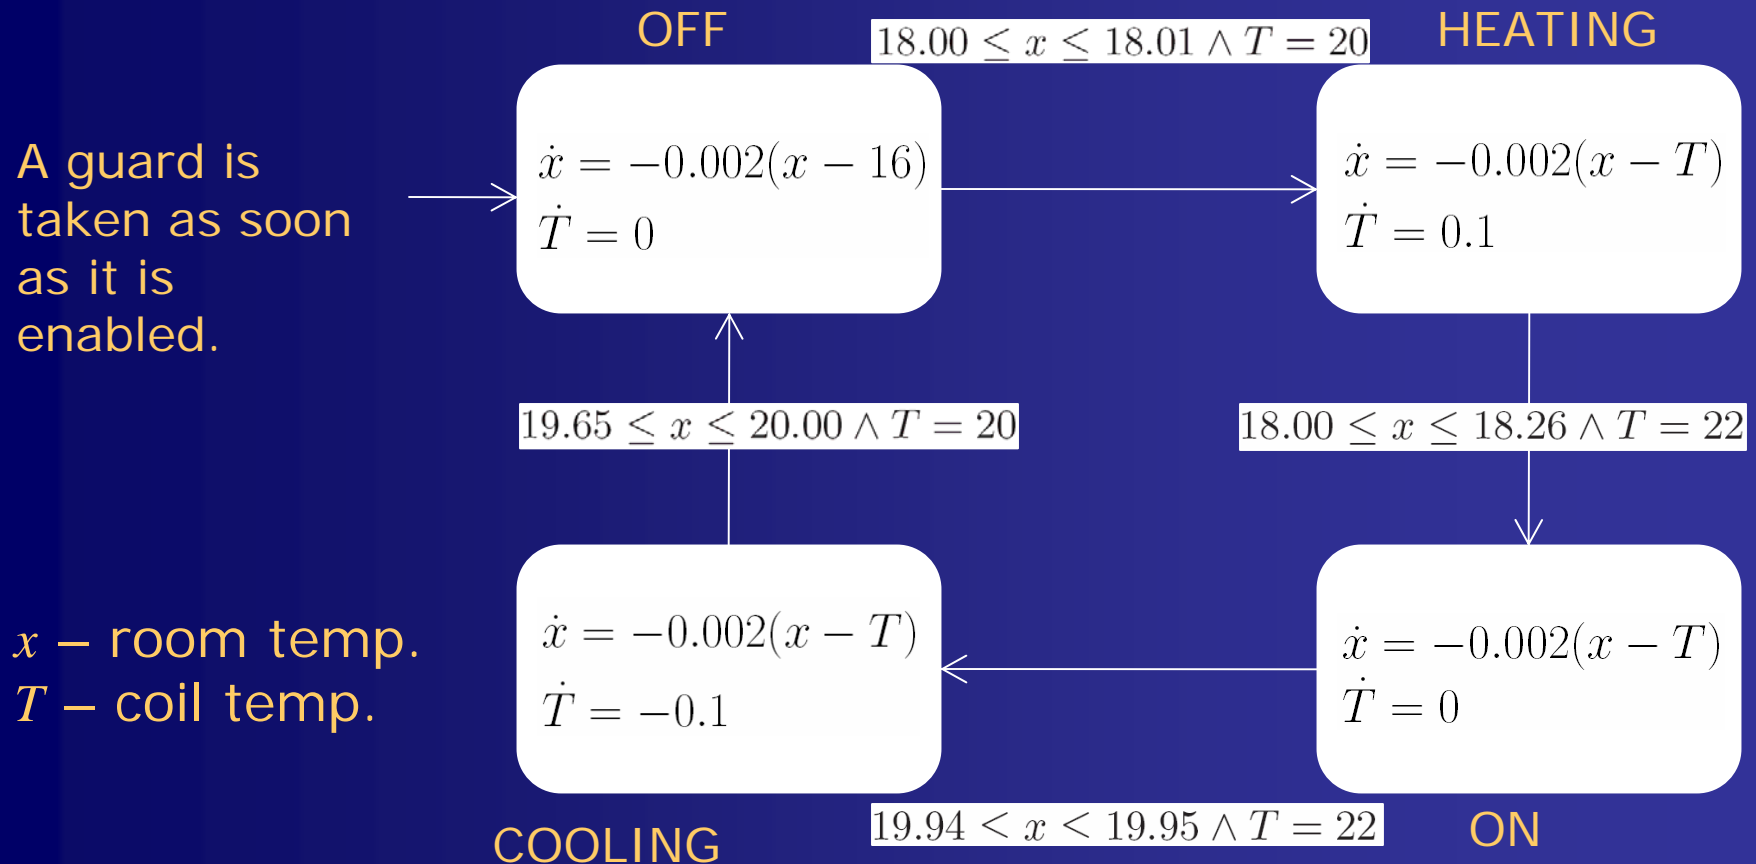 OFF
18.00 ≤ x ≤ 18.01 ∧ T = 20
HEATING
A guard is
taken as soon
as it is
enabled.
ẋ = −0.002(x − 16)
Ṫ = 0
ẋ = −0.002(x − T)
Ṫ = 0.1
19.65 ≤ x ≤ 20.00 ∧ T = 20
18.00 ≤ x ≤ 18.26 ∧ T = 22
x – room temp.
T – coil temp.
ẋ = −0.002(x − T)
Ṫ = −0.1
ẋ = −0.002(x − T)
Ṫ = 0
COOLING
19.94 < x < 19.95 ∧ T = 22
ON